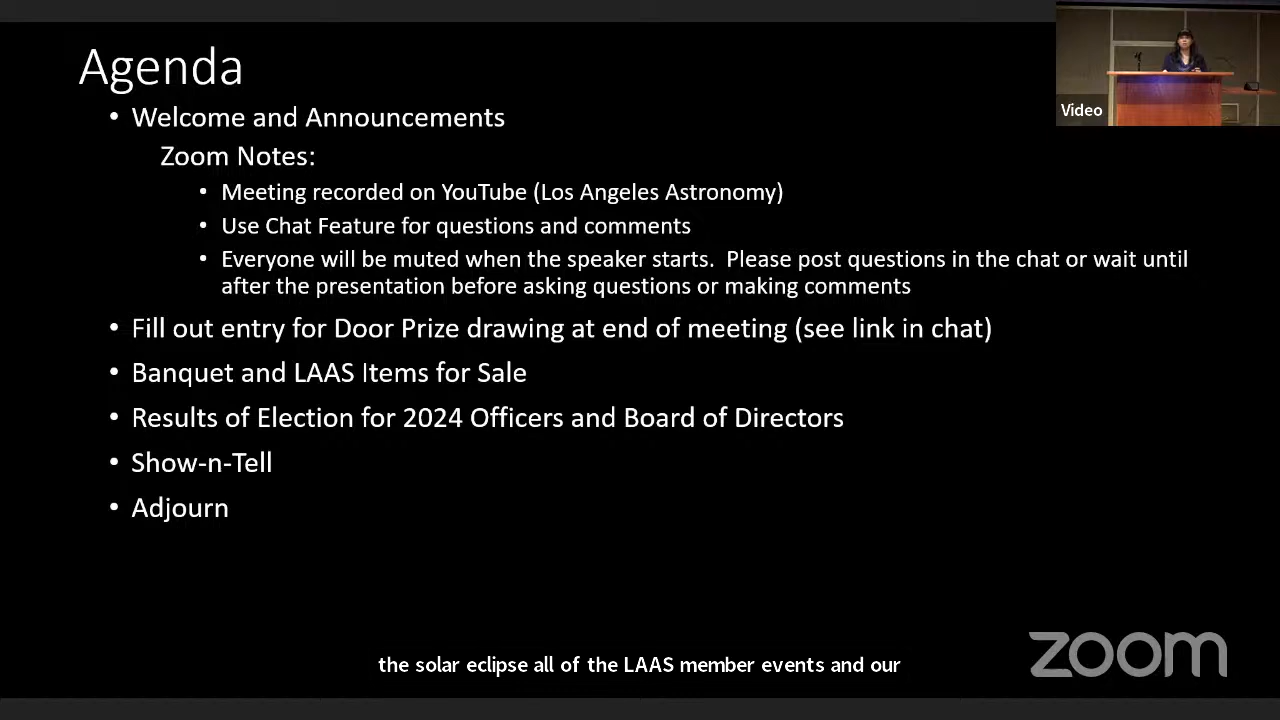 Agenda
Video
• Welcome and Announcements
Zoom Notes:
• Meeting recorded on YouTube (Los Angeles Astronomy)
• Use Chat Feature for questions and comments
• Everyone will be muted when the speaker starts.  Please post questions in the chat or wait until
after the presentation before asking questions or making comments
• Fill out entry for Door Prize drawing at end of meeting (see link in chat)
• Banquet and LAAS Items for Sale
• Results of Election for 2024 Officers and Board of Directors
• Show-n-Tell
• Adjourn
the solar eclipse all of the LAAS member events and our
zoom